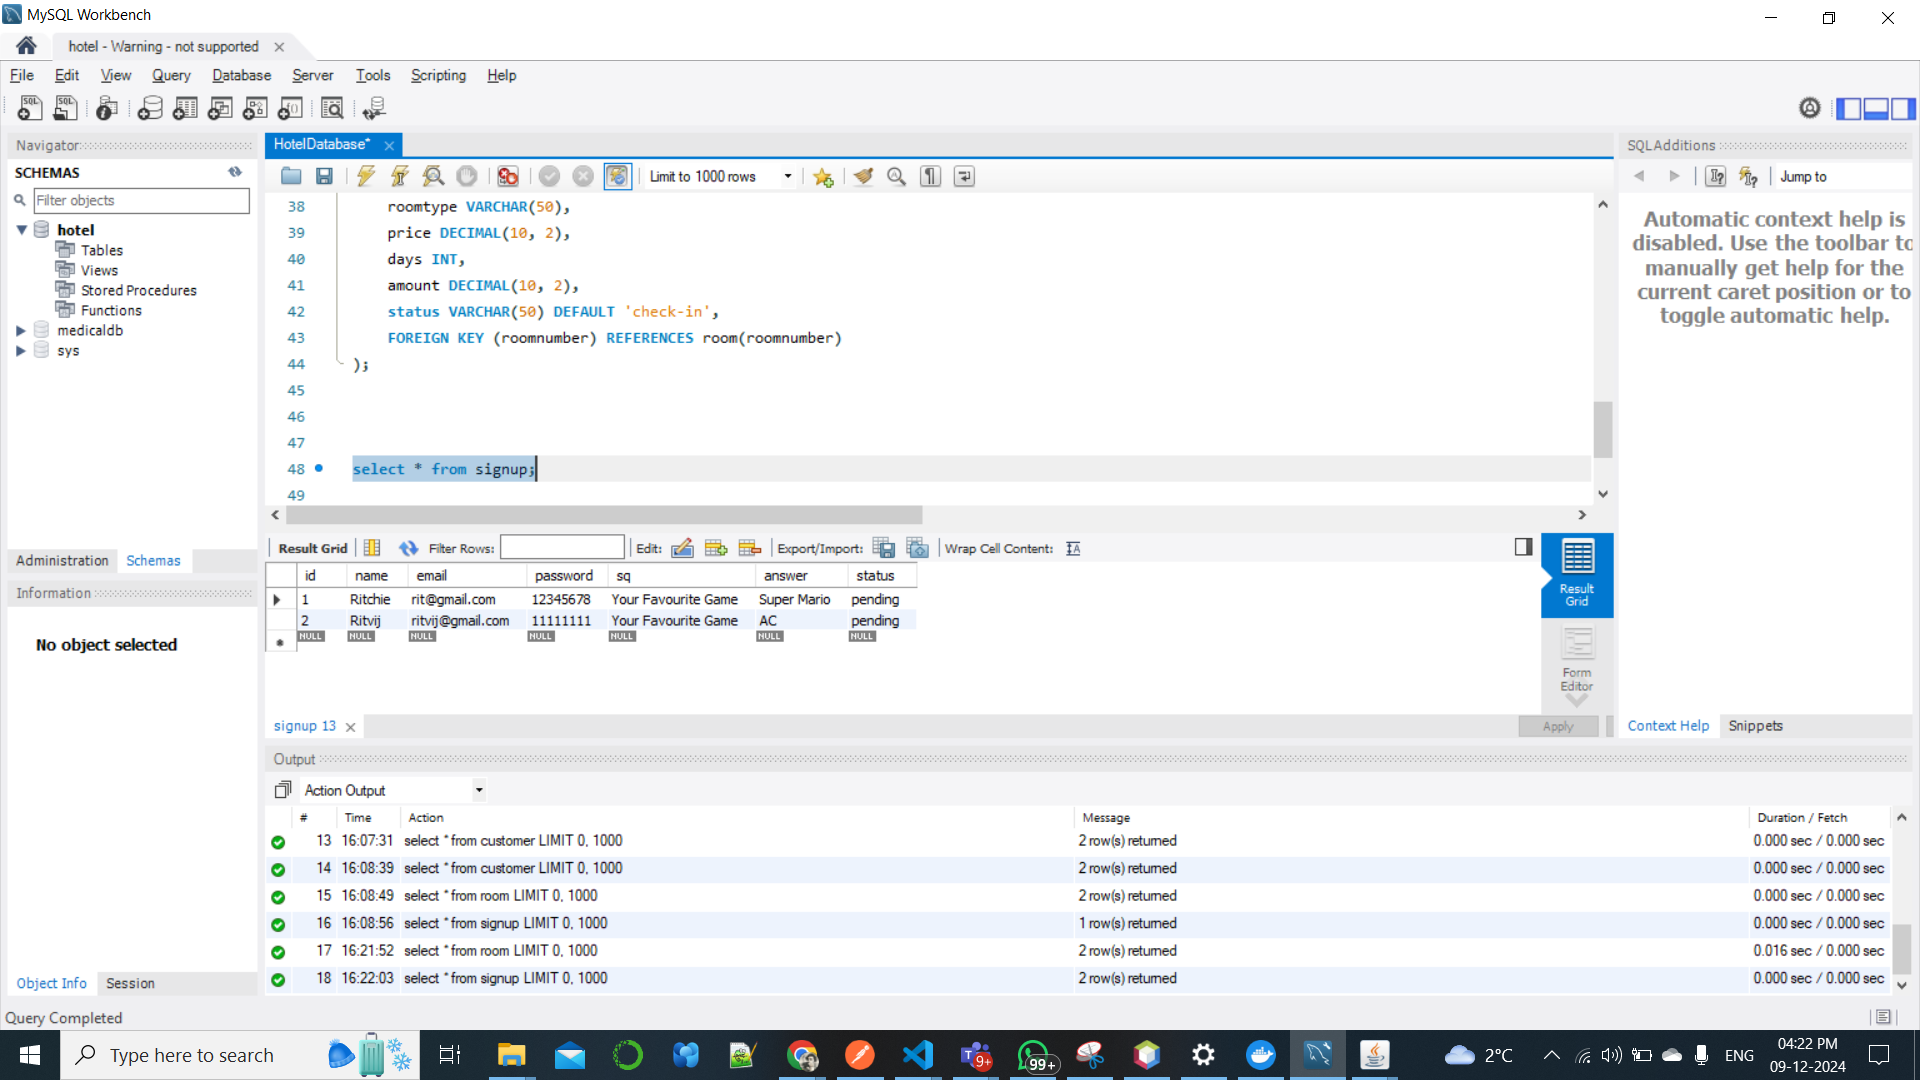 MySQL Workbench
hotel - Warning - not supported
File Edit View Query Database Server Tools Scripting Help
Navigator
SCHEMAS
Filter objects
hotel
Tables
Views
Stored Procedures
Functions
medicaldb
sys
Administration Schemas
Information
No object selected
Object Info Session
HotelDatabase*
Limit to 1000 rows
38 roomtype VARCHAR(50),
39 price DECIMAL(10, 2),
40 days INT,
41 amount DECIMAL(10, 2),
42 status VARCHAR(50) DEFAULT 'check-in',
43 FOREIGN KEY (roomnumber) REFERENCES room(roomnumber)
44 );
45
46
47
48 select * from signup;
49
Result Grid Filter Rows: Edit: Export/Import: Wrap Cell Content:
id name email password sq answer status
1 Ritchie rit@gmail.com 12345678 Your Favourite Game Super Mario pending
2 Ritvij ritvij@gmail.com 11111111 Your Favourite Game AC pending
NULL NULL NULL NULL NULL NULL NULL
Result
Grid
Form
Editor
signup 13
Apply
SQLAdditions
Jump to
Automatic context help is
disabled. Use the toolbar to
manually get help for the
current caret position or to
toggle automatic help.
Context Help Snippets
Output
Action Output
# Time Action Message Duration / Fetch
13 16:07:31 select * from customer LIMIT 0, 1000 2 row(s) returned 0.000 sec / 0.000 sec
14 16:08:39 select * from customer LIMIT 0, 1000 2 row(s) returned 0.000 sec / 0.000 sec
15 16:08:49 select * from room LIMIT 0, 1000 2 row(s) returned 0.000 sec / 0.000 sec
16 16:08:56 select * from signup LIMIT 0, 1000 1 row(s) returned 0.000 sec / 0.000 sec
17 16:21:52 select * from room LIMIT 0, 1000 2 row(s) returned 0.016 sec / 0.000 sec
18 16:22:03 select * from signup LIMIT 0, 1000 2 row(s) returned 0.000 sec / 0.000 sec
Query Completed
Type here to search
9+
99+
2°C
ENG
04:22 PM
09-12-2024